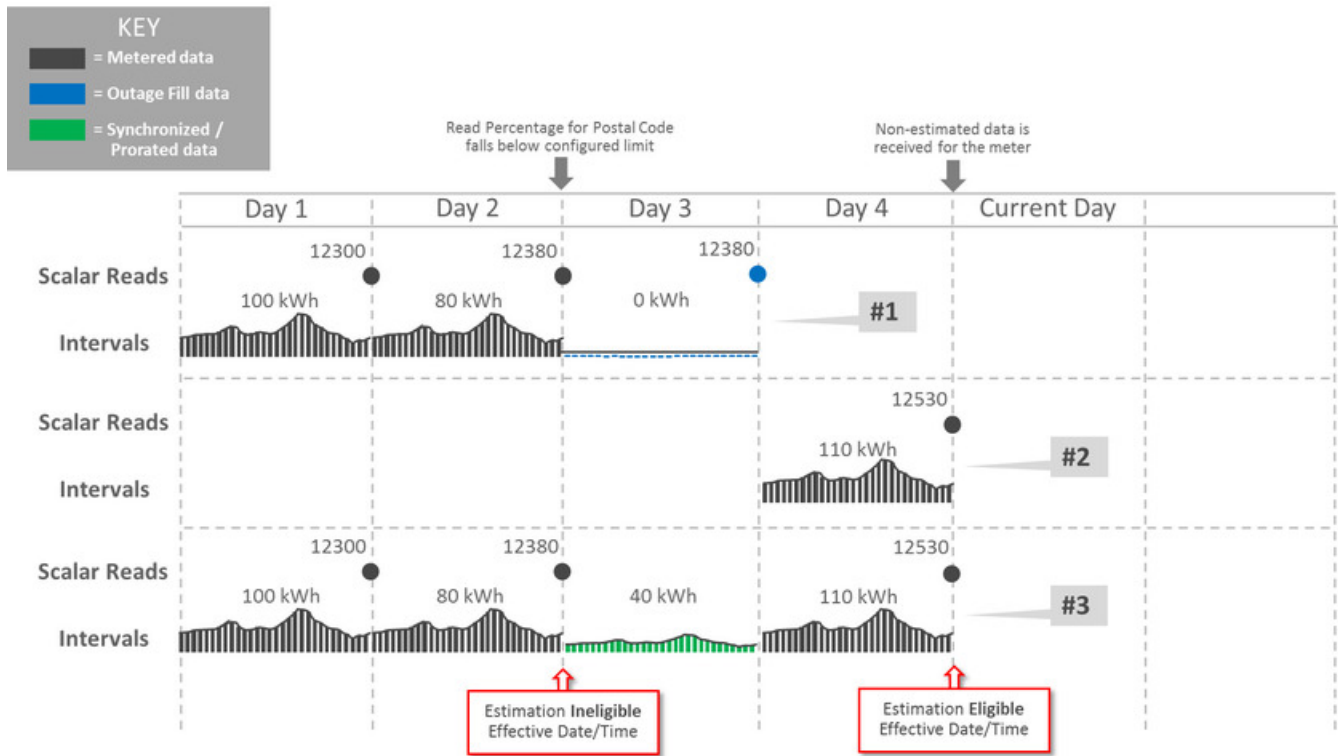 KEY
= Metered data
= Outage Fill data
= Synchronized /
Prorated data
Read Percentage for Postal Code
falls below configured limit
Non-estimated data is
received for the meter
Day 1 Day 2 Day 3 Day 4 Current Day
12300 12380 12380
Scalar Reads
100 kWh 80 kWh 0 kWh
#1
Intervals
12530
Scalar Reads
110 kWh
#2
Intervals
12300 12380 12530
Scalar Reads
100 kWh 80 kWh 40 kWh 110 kWh
#3
Intervals
Estimation Ineligible
Effective Date/Time
Estimation Eligible
Effective Date/Time